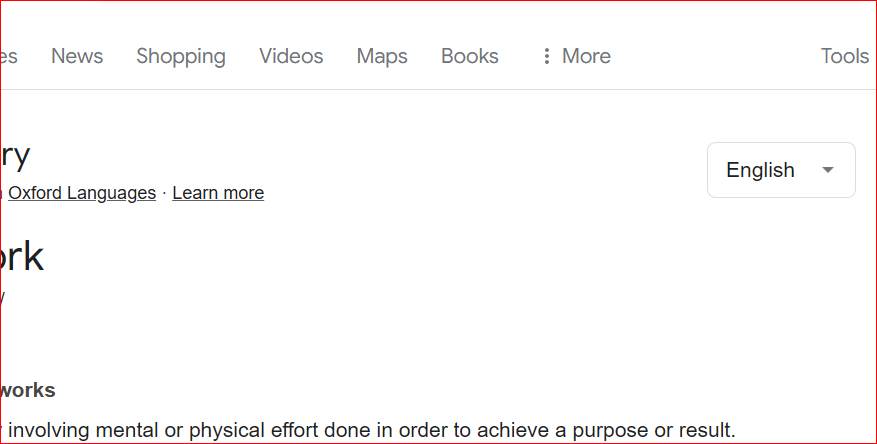 es News Shopping Videos Maps Books More Tools
ry
English
Oxford Languages · Learn more
ork
works
involving mental or physical effort done in order to achieve a purpose or result.